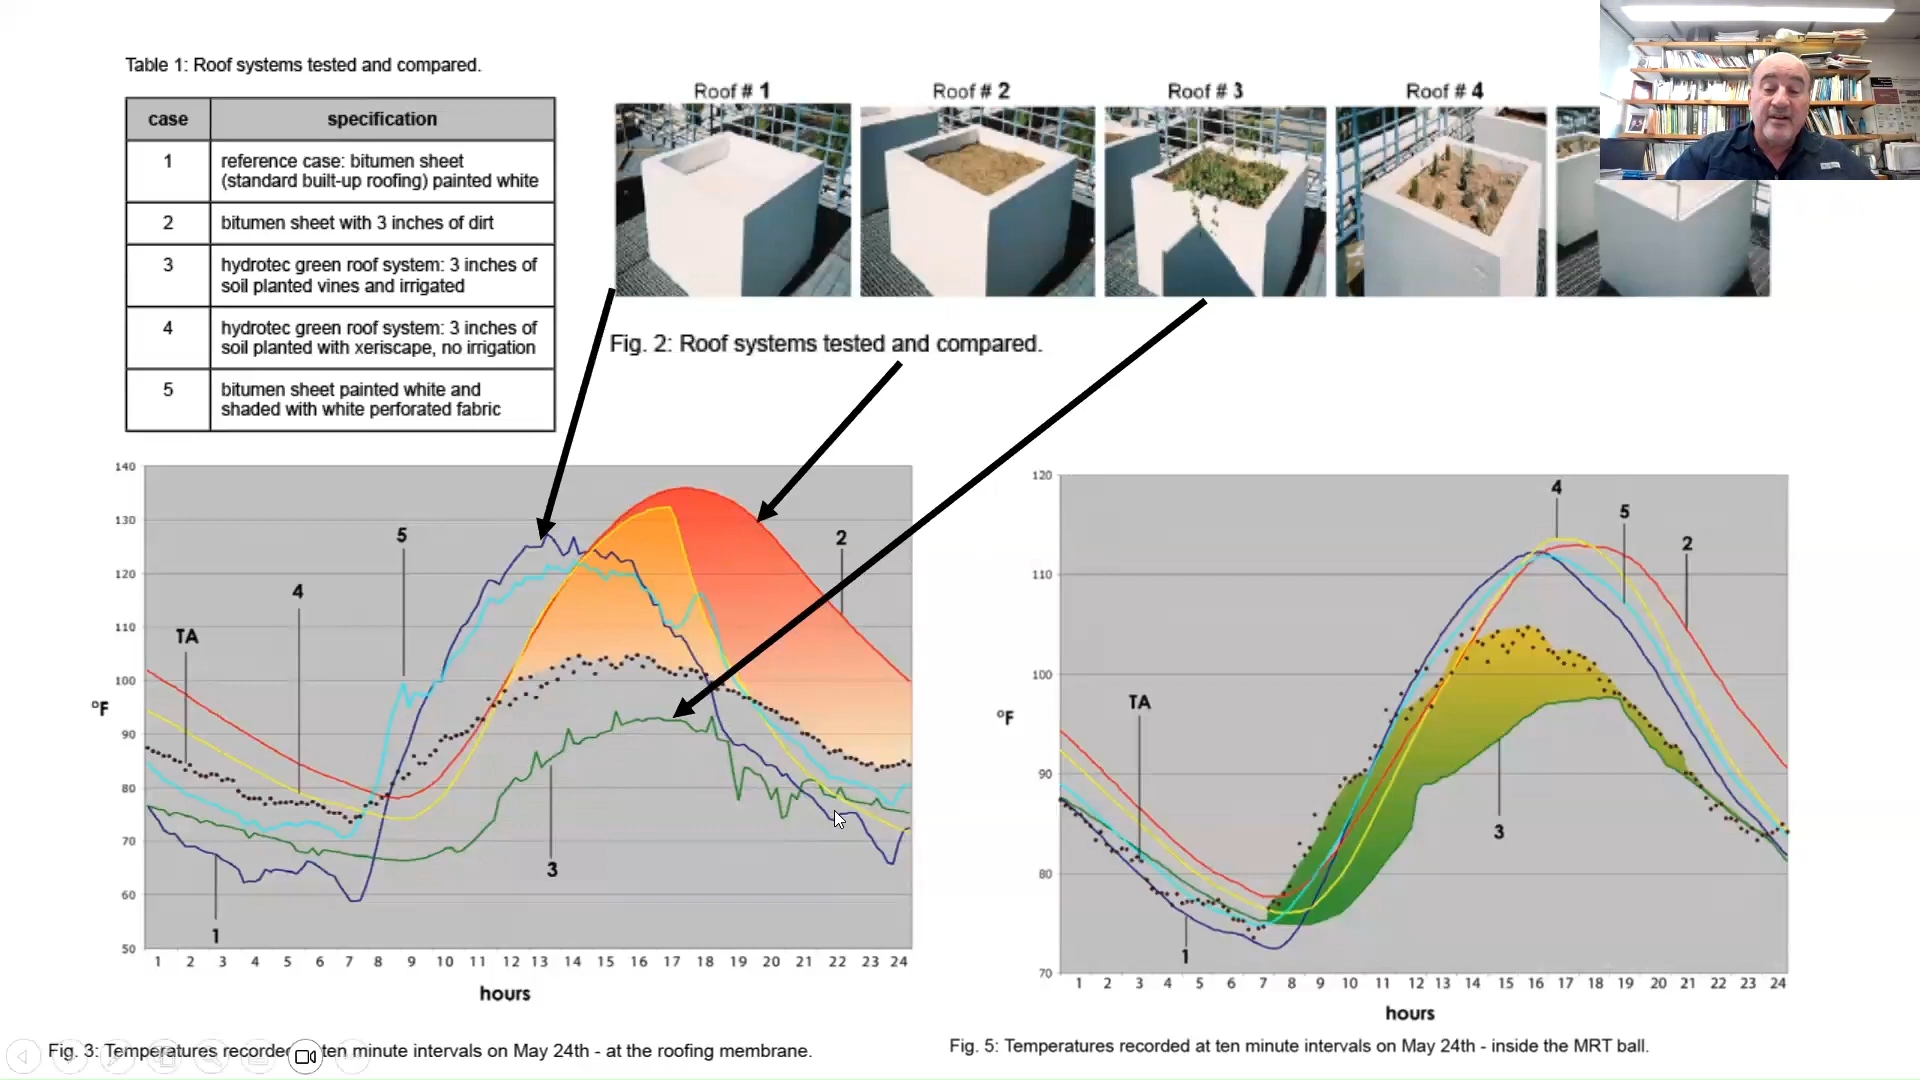 Table 1: Roof systems tested and compared.
case specification
1 reference case: bitumen sheet
(standard built-up roofing) painted white
2 bitumen sheet with 3 inches of dirt
3 hydrotec green roof system: 3 inches of
soil planted vines and irrigated
4 hydrotec green roof system: 3 inches of
soil planted with xeriscape, no irrigation
5 bitumen sheet painted white and
shaded with white perforated fabric
Roof # 1 Roof # 2 Roof # 3 Roof # 4
Fig. 2: Roof systems tested and compared.
140
130
120
110
100
90
80
70
60
50
°F
TA
4
5
2
3
1
1 2 3 4 5 6 7 8 9 10 11 12 13 14 15 16 17 18 19 20 21 22 23 24
hours
Fig. 3: Temperatures recorded ten minute intervals on May 24th - at the roofing membrane.
120
110
100
90
80
70
°F
TA
4
5
2
3
1
1 2 3 4 5 6 7 8 9 10 11 12 13 14 15 16 17 18 19 20 21 22 23 24
hours
Fig. 5: Temperatures recorded at ten minute intervals on May 24th - inside the MRT ball.